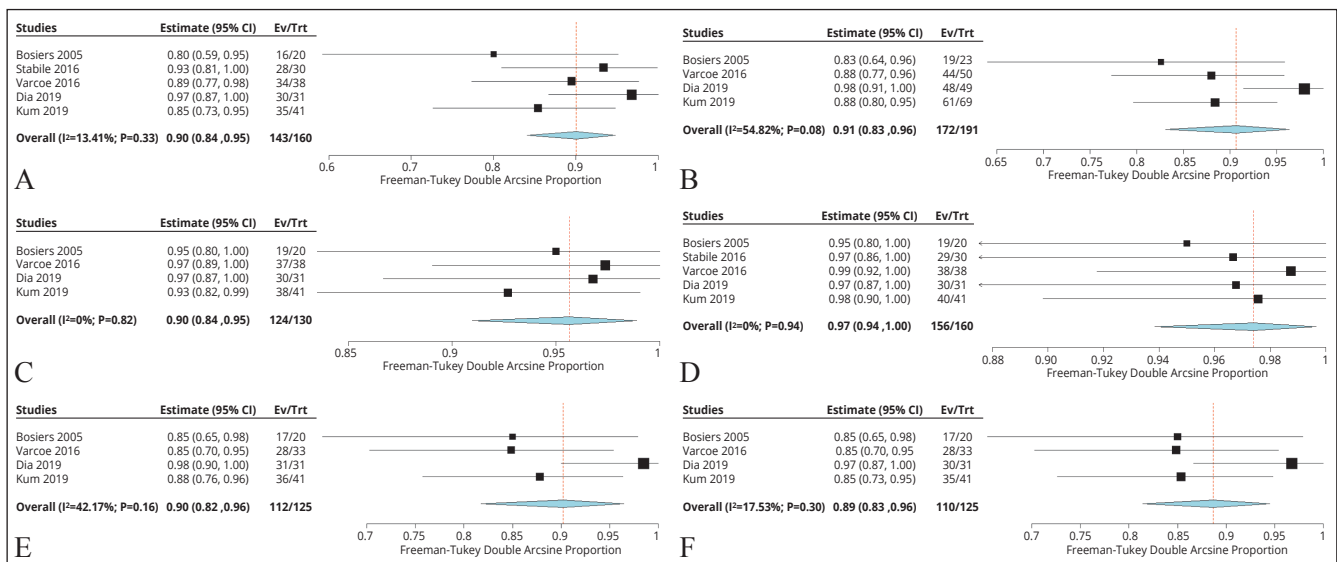 Studies Estimate (95% CI) Ev/Trt
Bosiers 2005 0.80 (0.59, 0.95) 16/20
Stabile 2016 0.93 (0.81, 1.00) 28/30
Varcoe 2016 0.89 (0.77, 0.98) 34/38
Dia 2019 0.97 (0.87, 1.00) 30/31
Kum 2019 0.85 (0.73, 0.95) 35/41
Overall (I²=13.41%; P=0.33) 0.90 (0.84 ,0.95) 143/160
0.6 0.7 0.8 0.9 1
Freeman-Tukey Double Arcsine Proportion
A
Studies Estimate (95% CI) Ev/Trt
Bosiers 2005 0.83 (0.64, 0.96) 19/23
Varcoe 2016 0.88 (0.77, 0.96) 44/50
Dia 2019 0.98 (0.91, 1.00) 48/49
Kum 2019 0.88 (0.80, 0.95) 61/69
Overall (I²=54.82%; P=0.08) 0.91 (0.83 ,0.96) 172/191
0.65 0.7 0.75 0.8 0.85 0.9 0.95 1
Freeman-Tukey Double Arcsine Proportion
B
Studies Estimate (95% CI) Ev/Trt
Bosiers 2005 0.95 (0.80, 1.00) 19/20
Varcoe 2016 0.97 (0.89, 1.00) 37/38
Dia 2019 0.97 (0.87, 1.00) 30/31
Kum 2019 0.93 (0.82, 0.99) 38/41
Overall (I²=0%; P=0.82) 0.90 (0.84 ,0.95) 124/130
0.85 0.9 0.95 1
Freeman-Tukey Double Arcsine Proportion
C
Studies Estimate (95% CI) Ev/Trt
Bosiers 2005 0.95 (0.80, 1.00) 19/20
Stabile 2016 0.97 (0.86, 1.00) 29/30
Varcoe 2016 0.99 (0.92, 1.00) 38/38
Dia 2019 0.97 (0.87, 1.00) 30/31
Kum 2019 0.98 (0.90, 1.00) 40/41
Overall (I²=0%; P=0.94) 0.97 (0.94 ,1.00) 156/160
0.88 0.90 0.92 0.94 0.96 0.98 1
Freeman-Tukey Double Arcsine Proportion
D
Studies Estimate (95% CI) Ev/Trt
Bosiers 2005 0.85 (0.65, 0.98) 17/20
Varcoe 2016 0.85 (0.70, 0.95 28/33
Dia 2019 0.98 (0.90, 1.00) 31/31
Kum 2019 0.88 (0.76, 0.96) 36/41
Overall (I²=42.17%; P=0.16) 0.90 (0.82 ,0.96) 112/125
0.7 0.75 0.8 0.85 0.9 0.95 1
Freeman-Tukey Double Arcsine Proportion
E
Studies Estimate (95% CI) Ev/Trt
Bosiers 2005 0.85 (0.65, 0.98) 17/20
Varcoe 2016 0.85 (0.70, 0.95 28/33
Dia 2019 0.97 (0.87, 1.00) 30/31
Kum 2019 0.85 (0.73, 0.95) 35/41
Overall (I²=17.53%; P=0.30) 0.89 (0.83 ,0.96) 110/125
0.7 0.75 0.8 0.85 0.9 0.95 1
Freeman-Tukey Double Arcsine Proportion
F